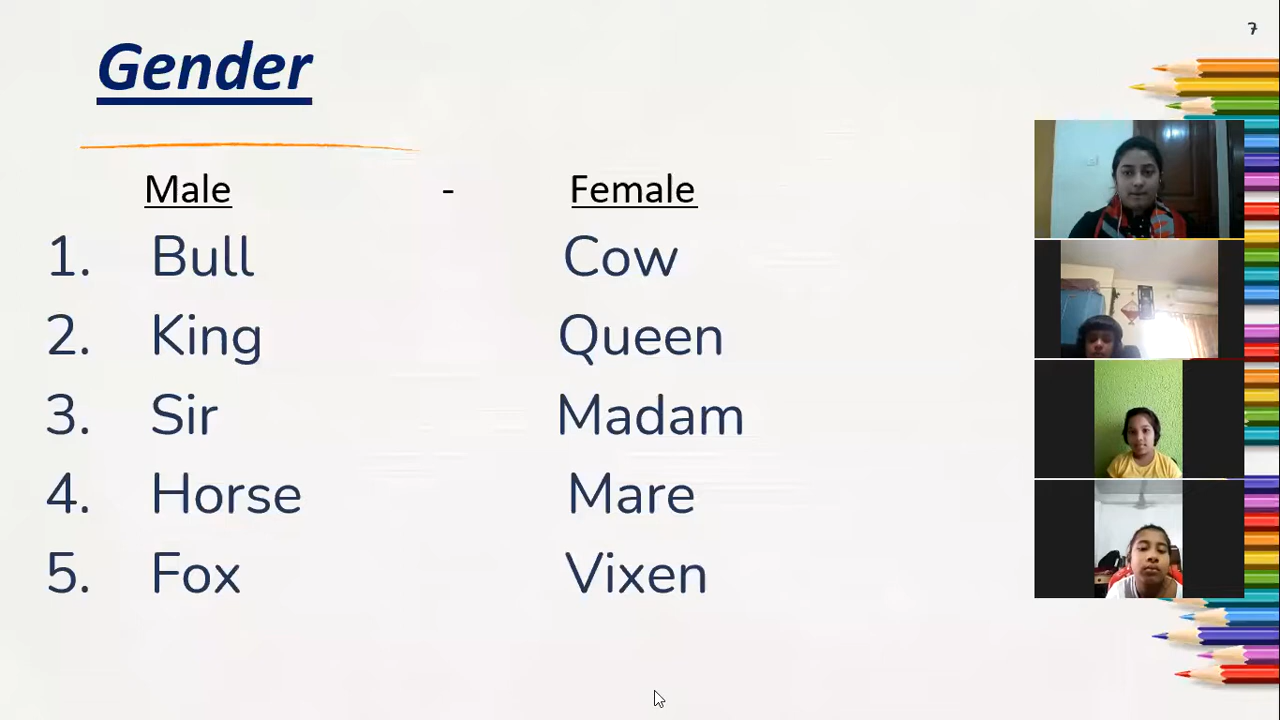 7
Gender
Male - Female
1. Bull Cow
2. King Queen
3. Sir Madam
4. Horse Mare
5. Fox Vixen